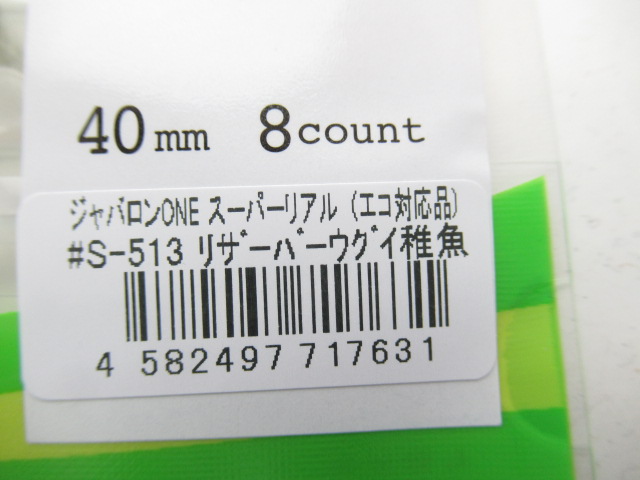 40mm 8count
ジャバロンONE スーパーリアル（エコ対応品）
#S-513 リザーバーウグイ稚魚
4 582497 717631